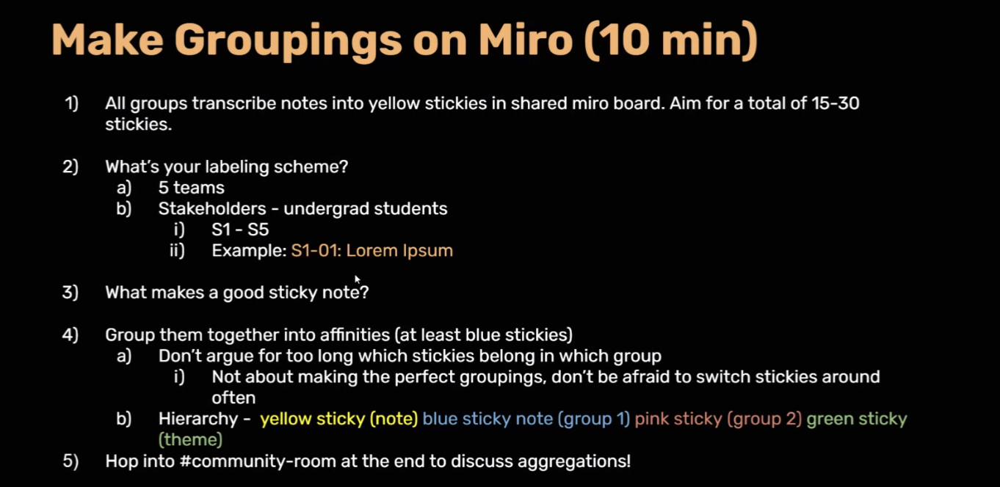 Make Groupings on Miro (10 min)
1) All groups transcribe notes into yellow stickies in shared miro board. Aim for a total of 15-30
stickies.
2) What's your labeling scheme?
a) 5 teams
b) Stakeholders - undergrad students
i) S1 - S5
ii) Example: S1-01: Lorem Ipsum
3) What makes a good sticky note?
4) Group them together into affinities (at least blue stickies)
a) Don't argue for too long which stickies belong in which group
i) Not about making the perfect groupings, don't be afraid to switch stickies around
often
b) Hierarchy - yellow sticky (note) blue sticky note (group 1) pink sticky (group 2) green sticky
(theme)
5) Hop into #community-room at the end to discuss aggregations!